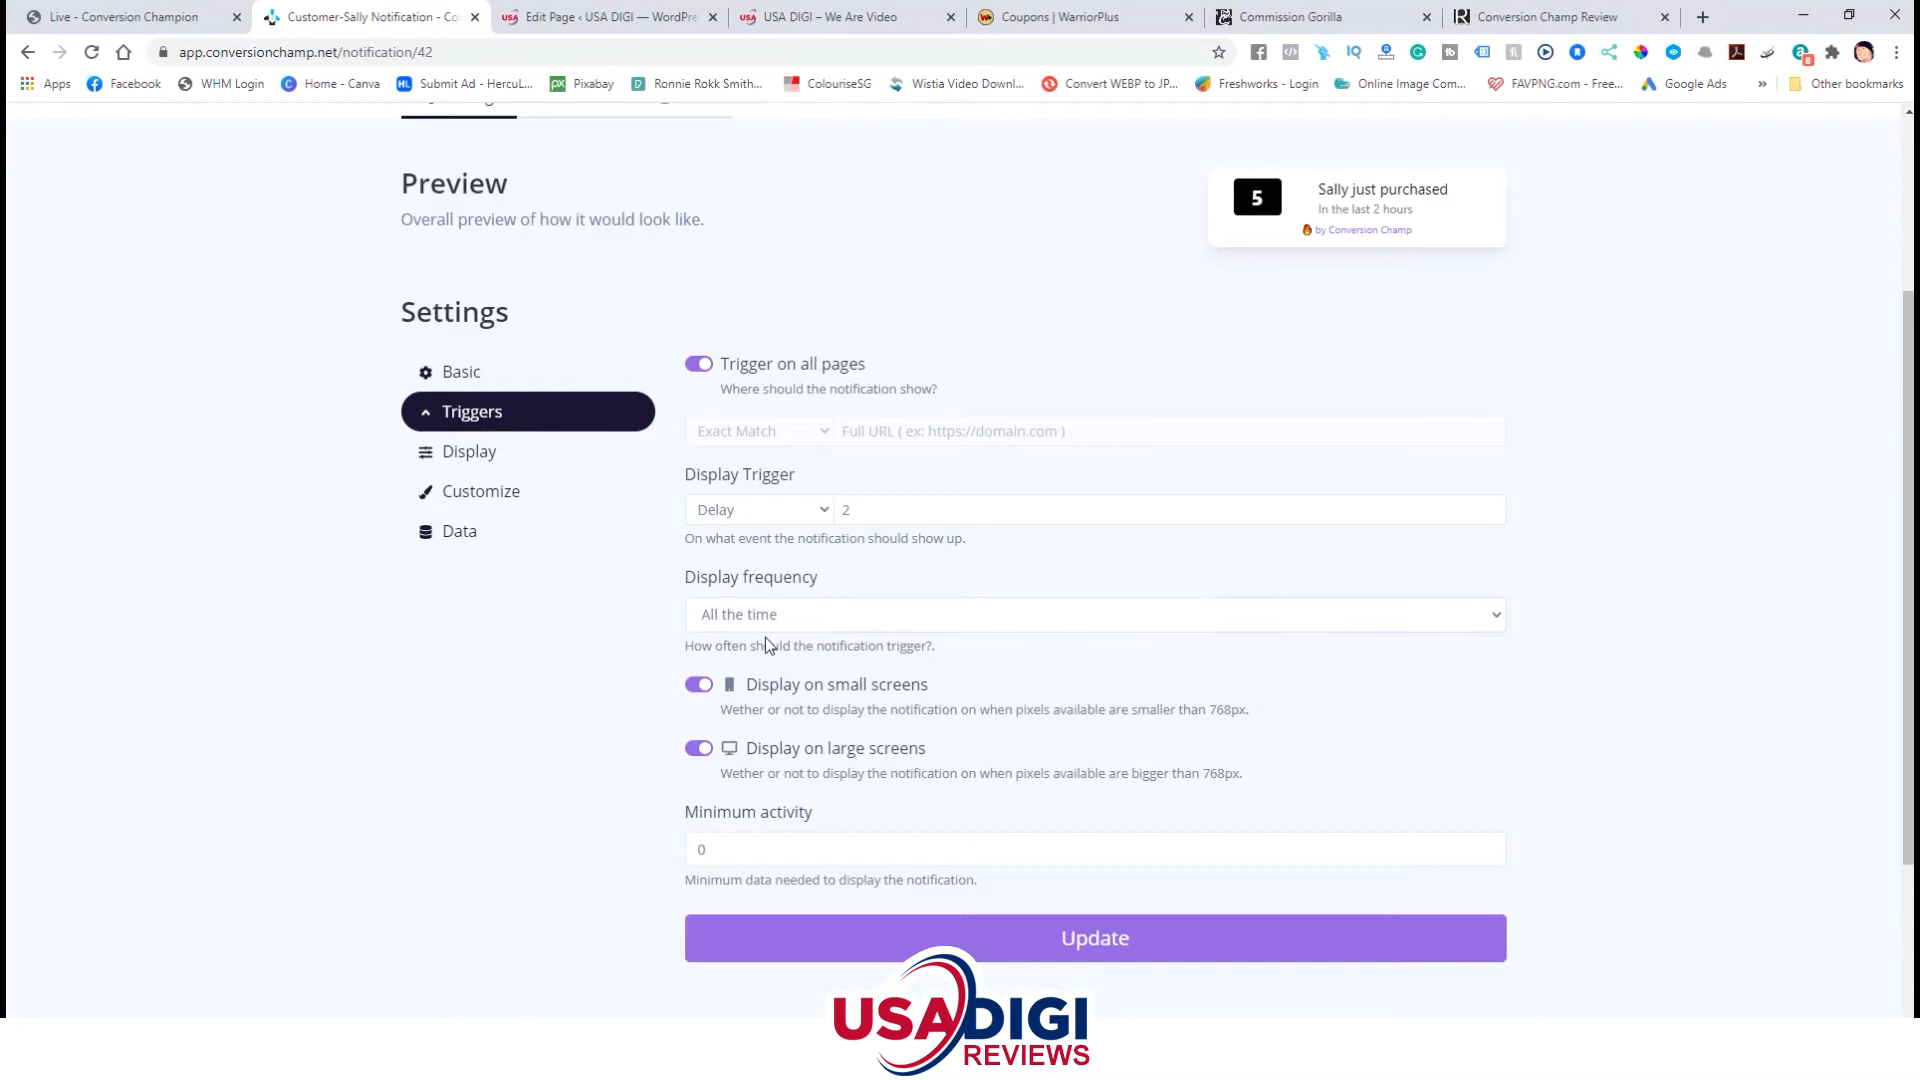 Live - Conversion Champion
Customer-Sally Notification - Co
Edit Page ‹ USA DIGI — WordPre
USA DIGI – We Are Video
Coupons | WarriorPlus
Commission Gorilla
Conversion Champ Review
app.conversionchamp.net/notification/42
Apps
Facebook
WHM Login
Home - Canva
Submit Ad - HercuL...
Pixabay
Ronnie Rokk Smith...
ColouriseSG
Wistia Video Downl...
Convert WEBP to JP...
Freshworks - Login
Online Image Com...
FAVPNG.com - Free...
Google Ads
»
Other bookmarks
Preview
Overall preview of how it would look like.
5
Sally just purchased
In the last 2 hours
by Conversion Champ
Settings
Basic
Triggers
Display
Customize
Data
Trigger on all pages
Where should the notification show?
Exact Match
Full URL ( ex: https://domain.com )
Display Trigger
Delay
2
On what event the notification should show up.
Display frequency
All the time
How often should the notification trigger?.
Display on small screens
Wether or not to display the notification on when pixels available are smaller than 768px.
Display on large screens
Wether or not to display the notification on when pixels available are bigger than 768px.
Minimum activity
0
Minimum data needed to display the notification.
Update
USADIGI
REVIEWS